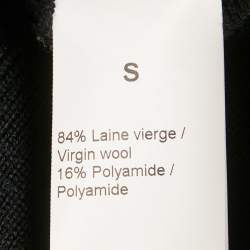 S
84% Laine vierge /
Virgin wool
16% Polyamide /
Polyamide